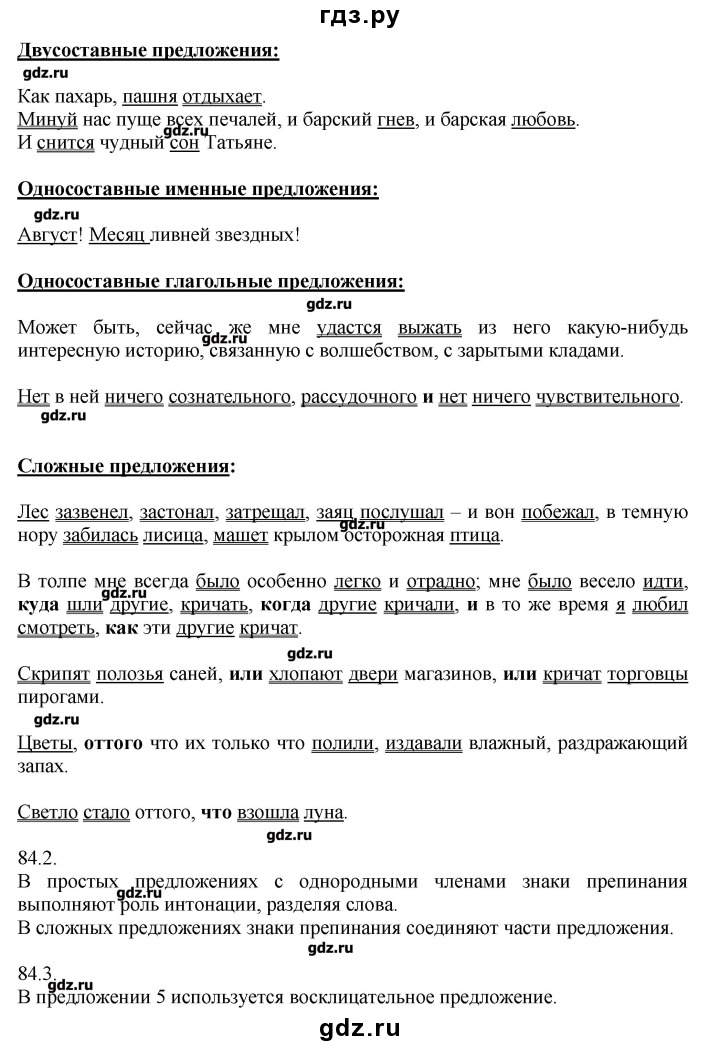 гдз.ру
Двусоставные предложения:
gdz.ru
Как пахарь, пашня отдыхает.
Минуй нас пуще всех печалей, и барский гнев, и барская любовь.
gdz.ru
И снится чудный сон Татьяне.
Односоставные именные предложения:
gdz.ru
Август! Месяц ливней звездных!
Односоставные глагольные предложения:
gdz.ru
Может быть, сейчас же мне удастся выжать из него какую-нибудь
gdz.ru
интересную историю, связанную с волшебством, с зарытыми кладами.
Нет в ней ничего сознательного, рассудочного и нет ничего чувствительного.
gdz.ru
Сложные предложения:
Лес зазвенел, застонал, затрещал, заяц послушал – и вон побежал, в темную
gdz.ru
нору забилась лисица, машет крылом осторожная птица.
В толпе мне всегда было особенно легко и отрадно; мне было весело идти,
gdz.ru
куда шли другие, кричать, когда другие кричали, и в то же время я любил
смотреть, как эти другие кричат.
gdz.ru
Скрипят полозья саней, или хлопают двери магазинов, или кричат торговцы
пирогами.
gdz.ru
Цветы, оттого что их только что полили, издавали влажный, раздражающий
запах.
Светло стало оттого, что взошла луна.
gdz.ru
84.2.
В простых предложениях с однородными членами знаки препинания
gdz.ru
выполняют роль интонации, разделяя слова.
В сложных предложениях знаки препинания соединяют части предложения.
gdz.ru
84.3.
gdz.ru
В предложении 5 используется восклицательное предложение.
gdz.ru